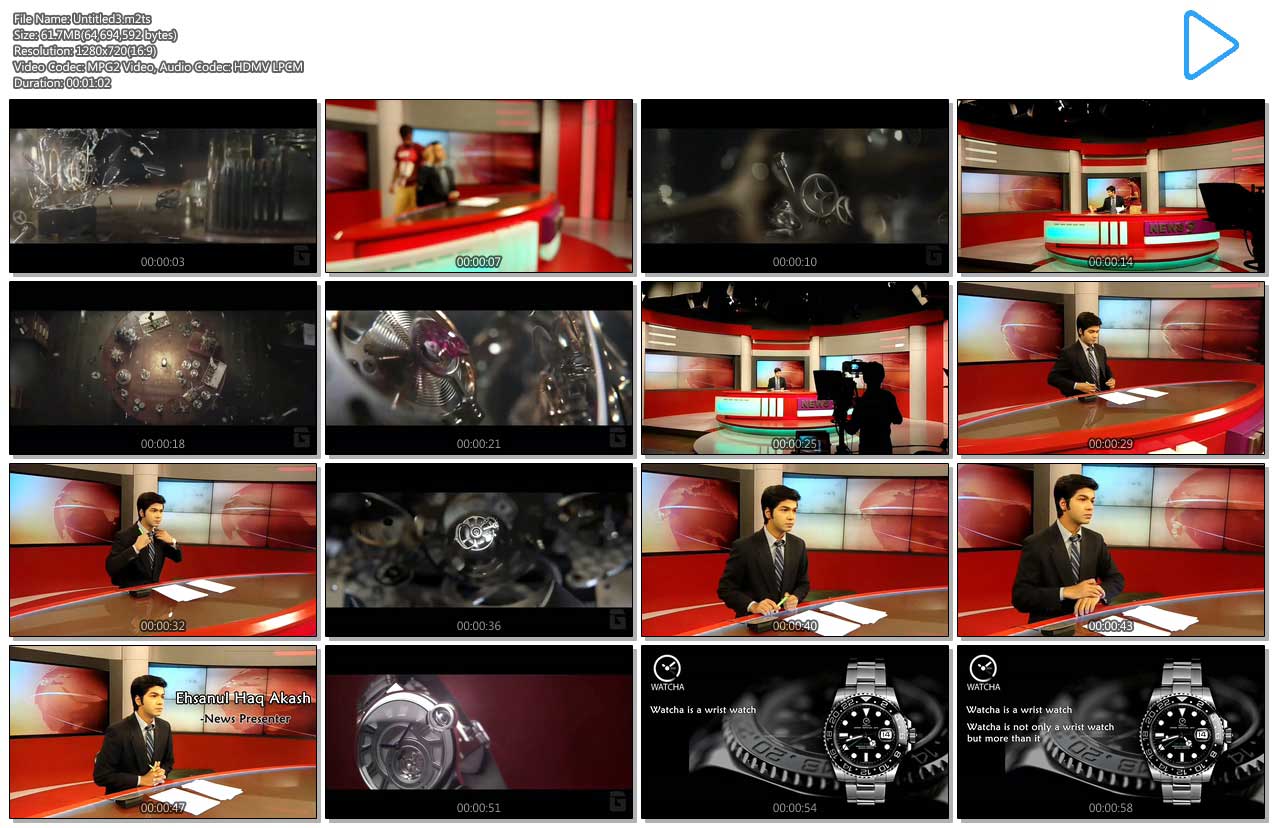 File Name: Untitled3.m2ts
Size: 61.7MB(64,694,592 bytes)
Resolution: 1280x720(16:9)
Video Codec: MPG2 Video, Audio Codec: HDMV LPCM
Duration: 00:01:02
00:00:03
00:00:07
00:00:10
NEWS
00:00:14
00:00:18
00:00:21
NEWS
00:00:25
00:00:29
00:00:32
00:00:36
00:00:40
00:00:43
Ehsanul Haq Akash
-News Presenter
00:00:47
00:00:51
WATCHA
Watcha is a wrist watch
00:00:54
WATCHA
Watcha is a wrist watch
Watcha is not only a wrist watch
but more than it
00:00:58